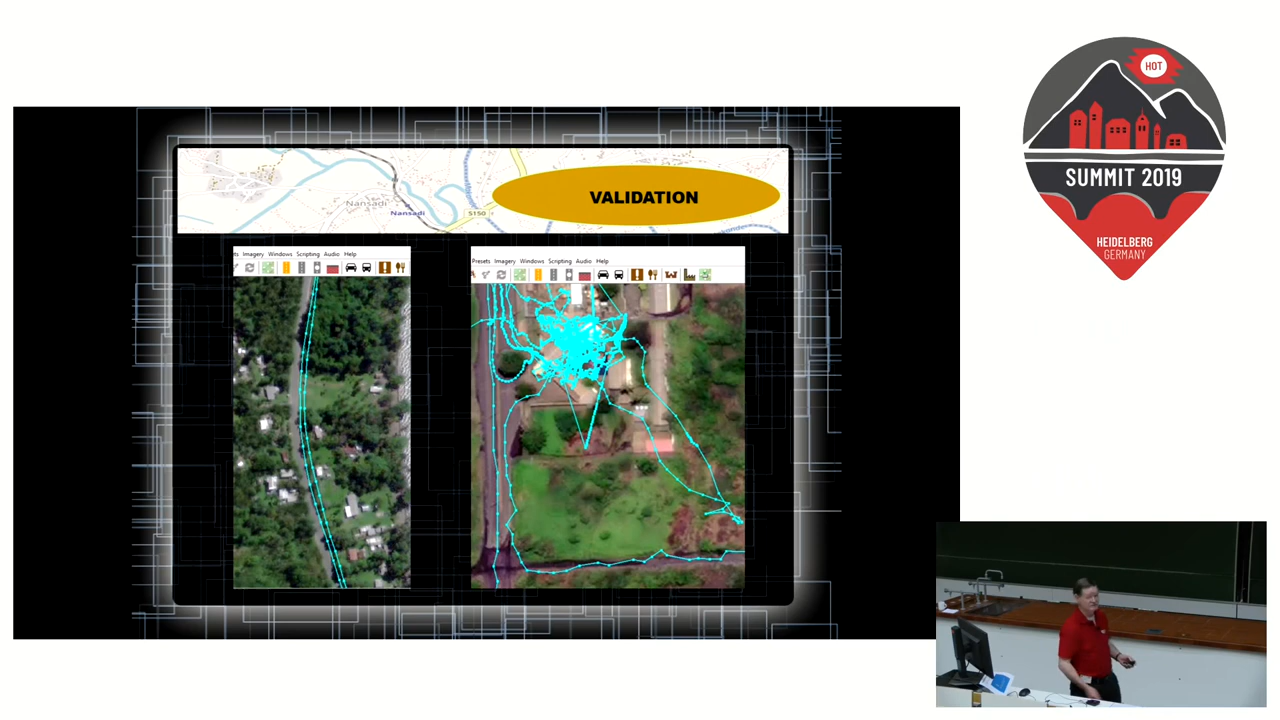 HOT
SUMMIT 2019
HEIDELBERG
GERMANY
VALIDATION
Nansadi
Nansadi
S150
Imagery Windows Scripting Audio Help
Presets Imagery Windows Scripting Audio Help